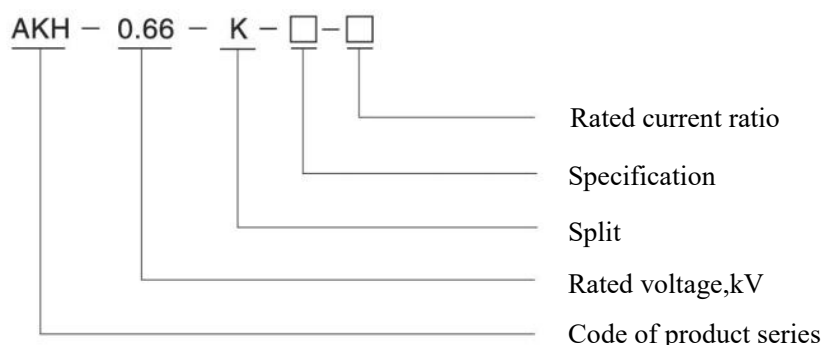 AKH － 0.66 － K－□－□
Rated current ratio
Specification
Split
Rated voltage,kV
Code of product series